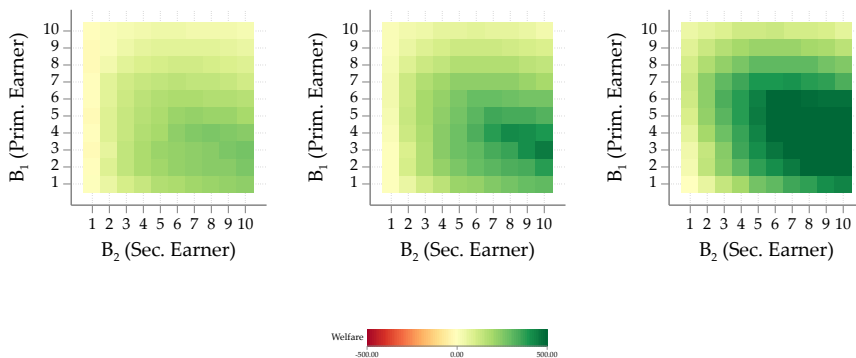 10
9
8
7
6
5
4
3
2
1
B₁ (Prim. Earner)
1 2 3 4 5 6 7 8 9 10
B₂ (Sec. Earner)
10
9
8
7
6
5
4
3
2
1
B₁ (Prim. Earner)
1 2 3 4 5 6 7 8 9 10
B₂ (Sec. Earner)
10
9
8
7
6
5
4
3
2
1
B₁ (Prim. Earner)
1 2 3 4 5 6 7 8 9 10
B₂ (Sec. Earner)
Welfare
-500.00 0.00 500.00